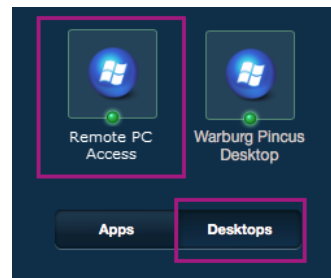 Remote PC
Access
Warburg Pincus
Desktop
Apps
Desktops